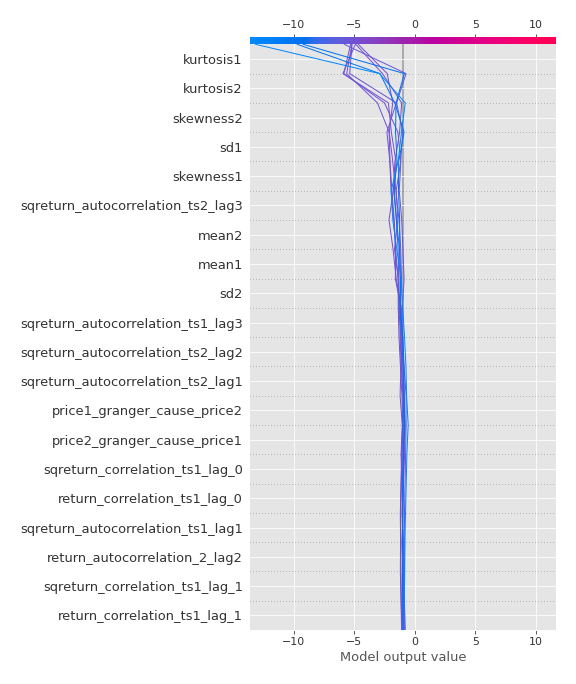 −10 −5 0 5 10
kurtosis1
kurtosis2
skewness2
sd1
skewness1
sqreturn_autocorrelation_ts2_lag3
mean2
mean1
sd2
sqreturn_autocorrelation_ts1_lag3
sqreturn_autocorrelation_ts2_lag2
sqreturn_autocorrelation_ts2_lag1
price1_granger_cause_price2
price2_granger_cause_price1
sqreturn_correlation_ts1_lag_0
return_correlation_ts1_lag_0
sqreturn_autocorrelation_ts1_lag1
return_autocorrelation_2_lag2
sqreturn_correlation_ts1_lag_1
return_correlation_ts1_lag_1
−10 −5 0 5 10
Model output value